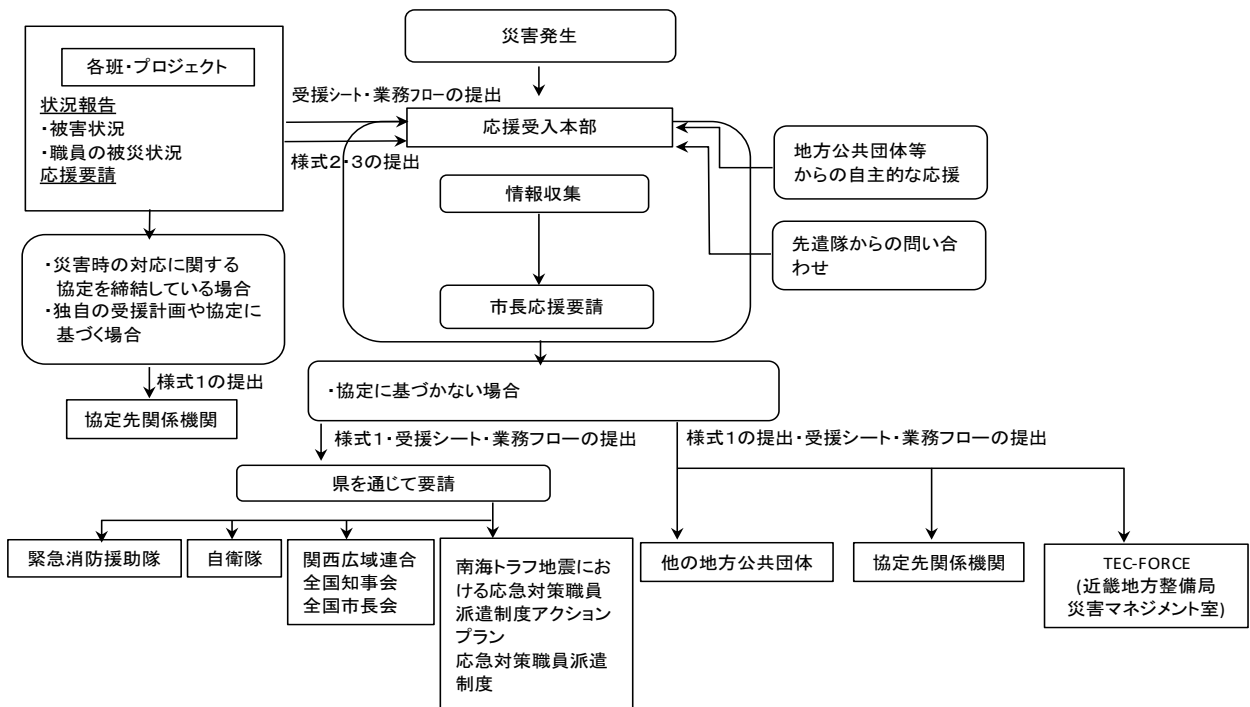 災害発生
各班・プロジェクト
状況報告
・被害状況
・職員の被災状況
応援要請
受援シート・業務フローの提出
様式2・3の提出
応援受入本部
情報収集
市長応援要請
地方公共団体等
からの自主的な応援
先遣隊からの問い合
わせ
・災害時の対応に関する
協定を締結している場合
・独自の受援計画や協定に
基づく場合
様式1の提出
協定先関係機関
・協定に基づかない場合
様式1・受援シート・業務フローの提出
様式1の提出・受援シート・業務フローの提出
県を通じて要請
緊急消防援助隊
自衛隊
関西広域連合
全国知事会
全国市長会
南海トラフ地震にお
ける応急対策職員
派遣制度アクション
プラン
応急対策職員派遣
制度
他の地方公共団体
協定先関係機関
TEC-FORCE
(近畿地方整備局
災害マネジメント室)